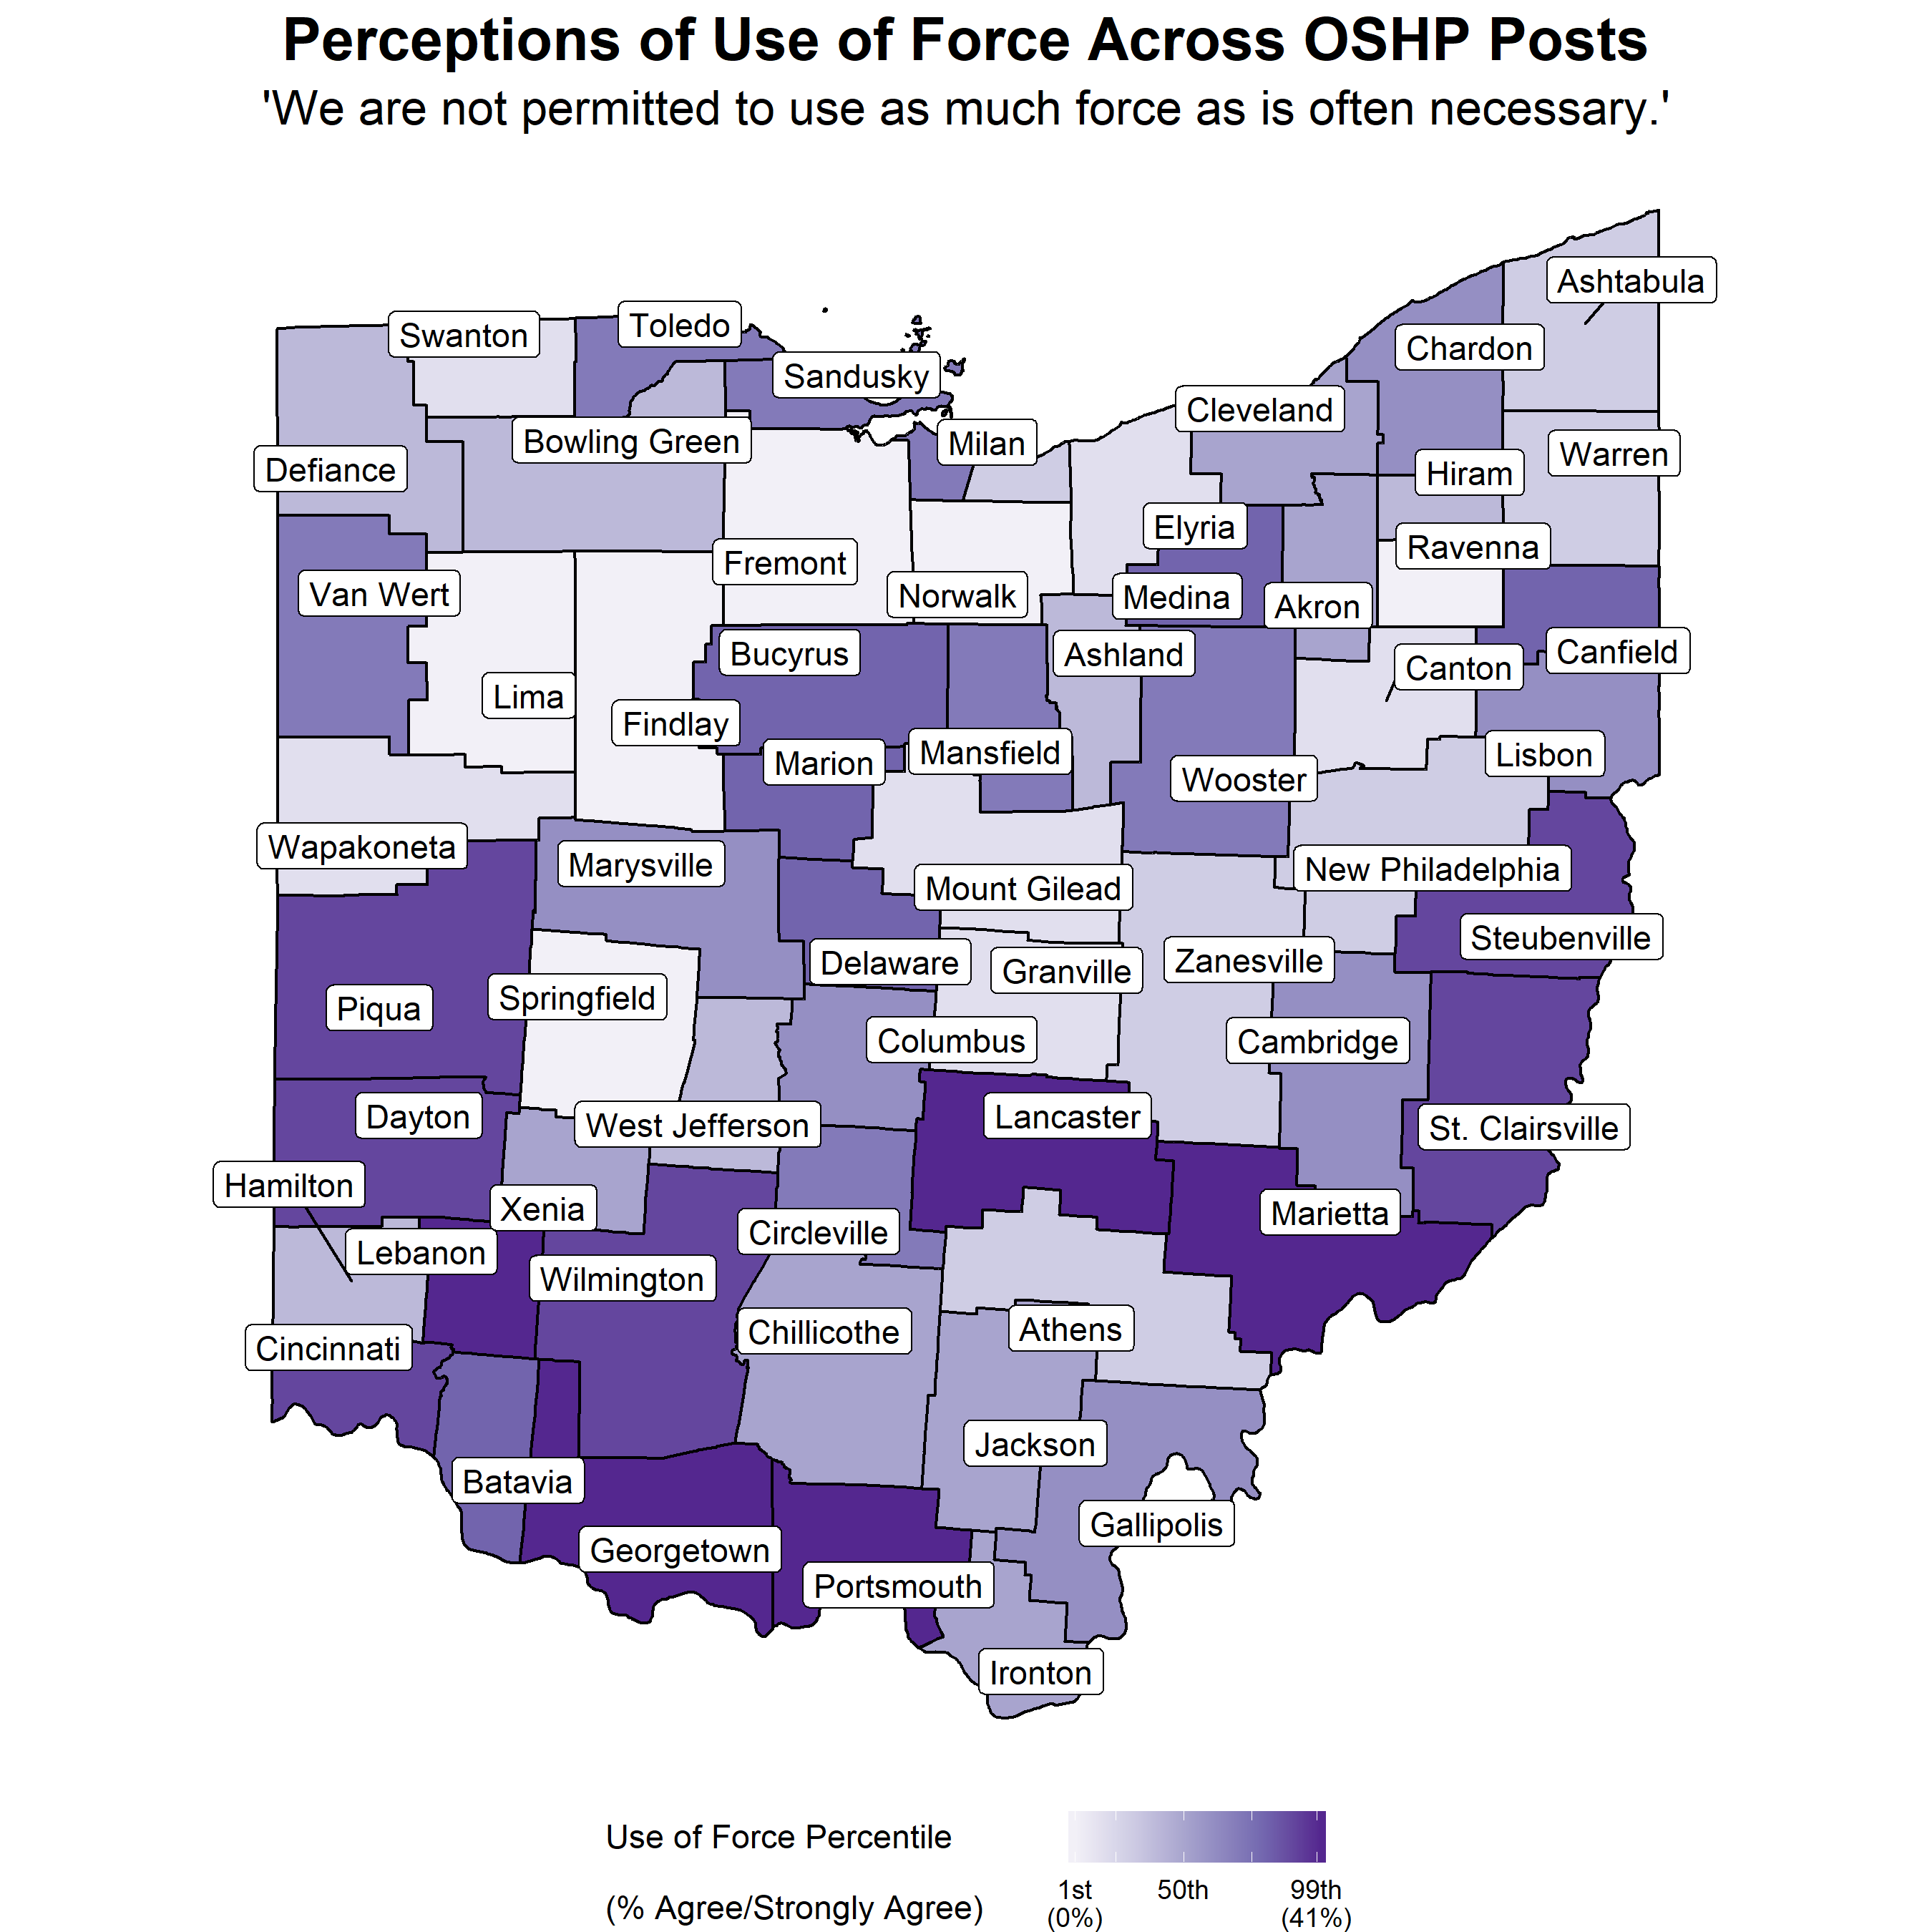 Perceptions of Use of Force Across OSHP Posts
'We are not permitted to use as much force as is often necessary.'
Ashtabula
Swanton
Toledo
Chardon
Sandusky
Cleveland
Bowling Green
Milan
Warren
Defiance
Hiram
Elyria
Ravenna
Fremont
Van Wert
Norwalk
Medina
Akron
Bucyrus
Ashland
Canfield
Canton
Lima
Findlay
Mansfield
Lisbon
Marion
Wooster
Wapakoneta
Marysville
New Philadelphia
Mount Gilead
Steubenville
Zanesville
Delaware
Granville
Springfield
Piqua
Columbus
Cambridge
Dayton
Lancaster
West Jefferson
St. Clairsville
Hamilton
Xenia
Marietta
Circleville
Lebanon
Wilmington
Athens
Chillicothe
Cincinnati
Jackson
Batavia
Gallipolis
Georgetown
Portsmouth
Ironton
Use of Force Percentile
(% Agree/Strongly Agree)
1st 50th 99th
(0%) (41%)